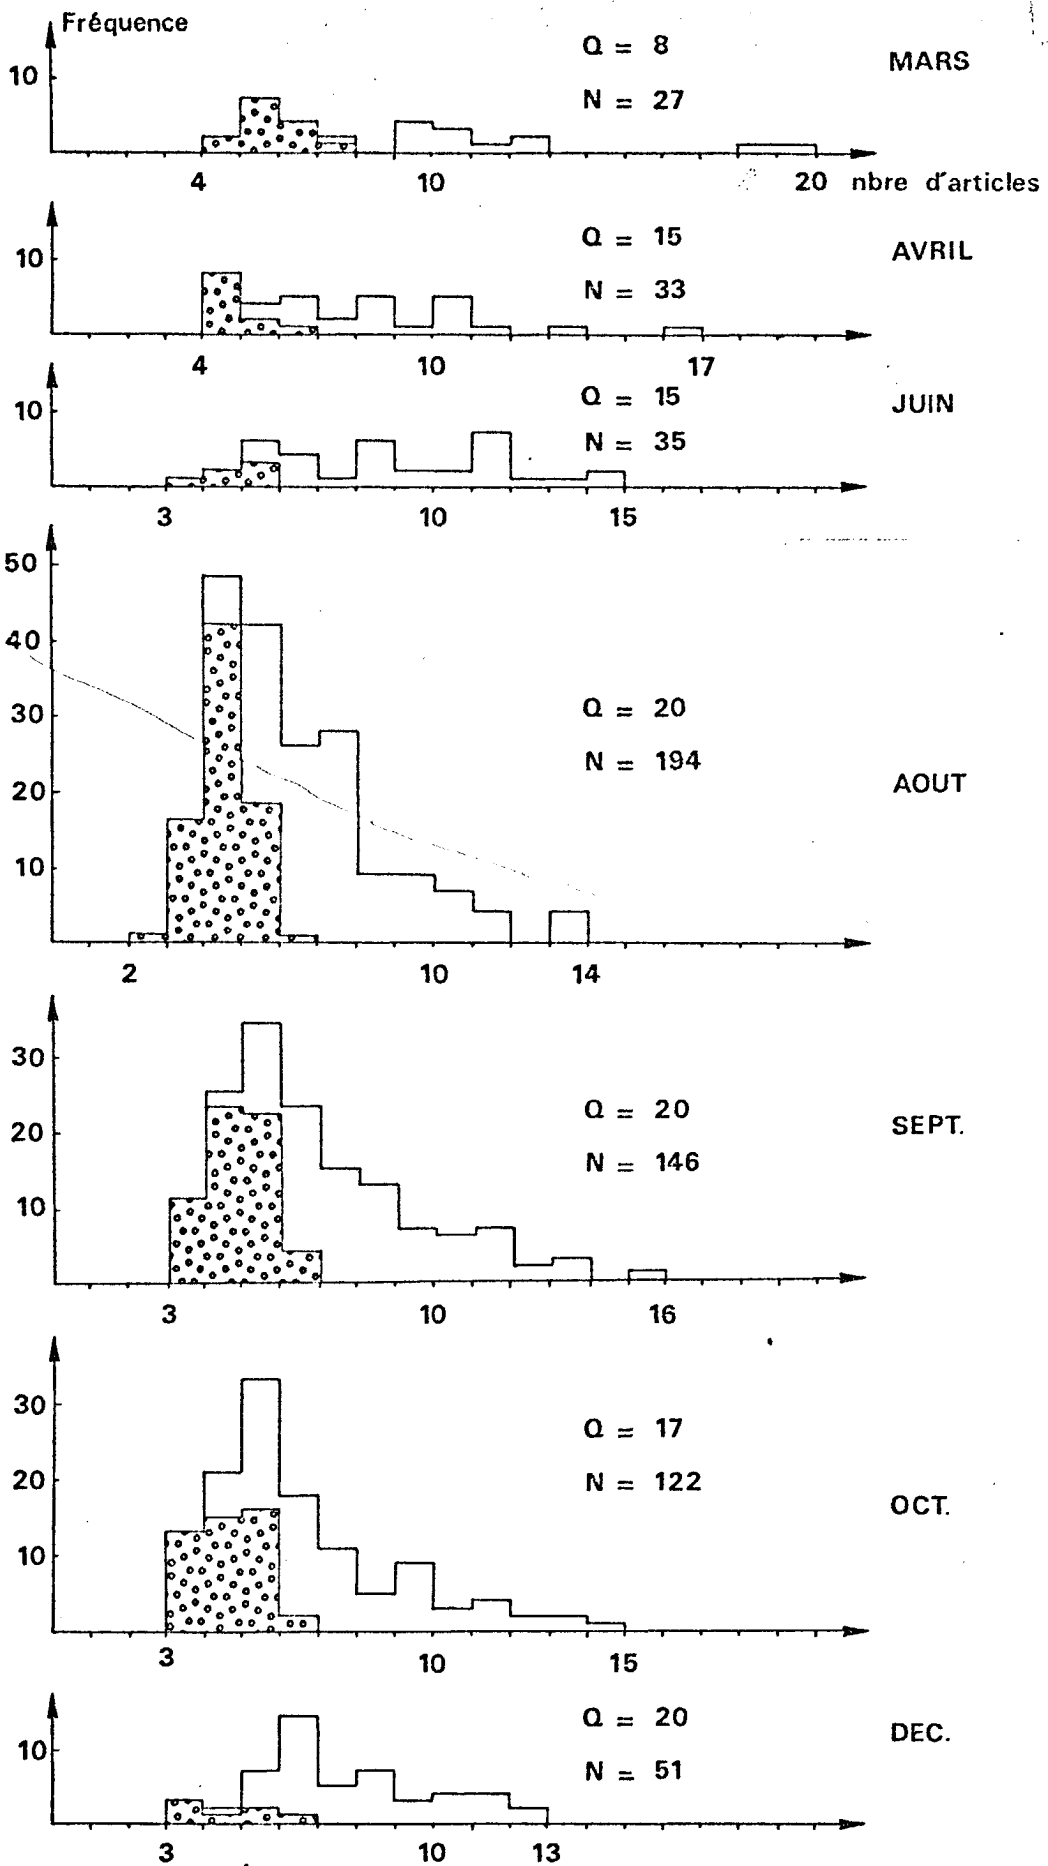 Fréquence
Q = 8
MARS
10
N = 27
4 10 20 nbre d'articles
Q = 15
AVRIL
10
N = 33
4 10 17
Q = 15
JUIN
10
N = 35
3 10 15
50
40
30
Q = 20
N = 194
AOUT
20
10
2 10 14
30
Q = 20
SEPT.
20
N = 146
10
3 10 16
30
Q = 17
20
N = 122
OCT.
10
3 10 15
Q = 20
DEC.
10
N = 51
3 10 13